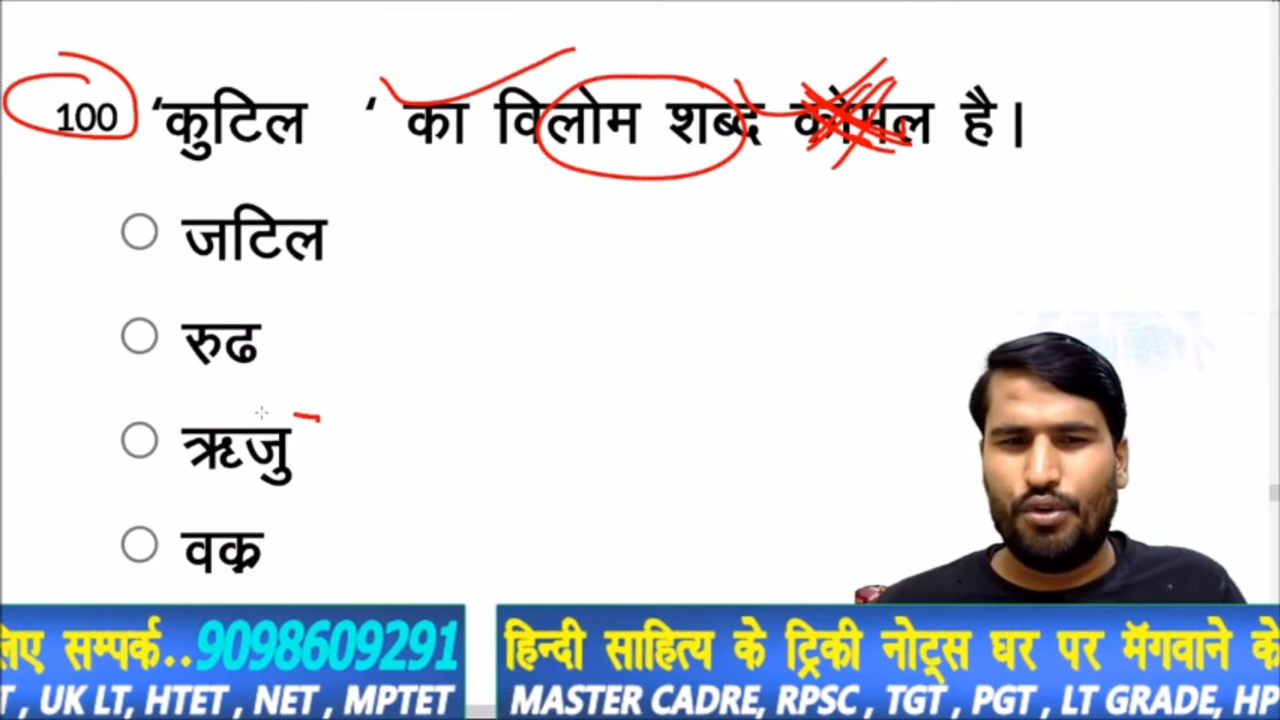 100 ‘कुटिल ‘ का विलोम शब्द कोमल है।
जटिल
रुढ
ऋजु
वक्र
लिए सम्पर्क..9098609291 हिन्दी साहित्य के ट्रिकी नोट्स घर पर मॅगवाने के
T , UK LT, HTET , NET , MPTET MASTER CADRE, RPSC , TGT , PGT , LT GRADE, HP